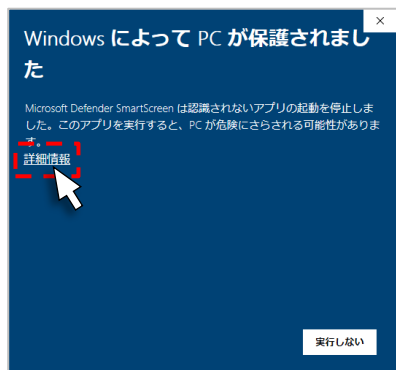 Windows によって PC が保護されまし
た
Microsoft Defender SmartScreen は認識されないアプリの起動を停止しま
した。このアプリを実行すると、PC が危険にさらされる可能性がありま
す。
詳細情報
実行しない